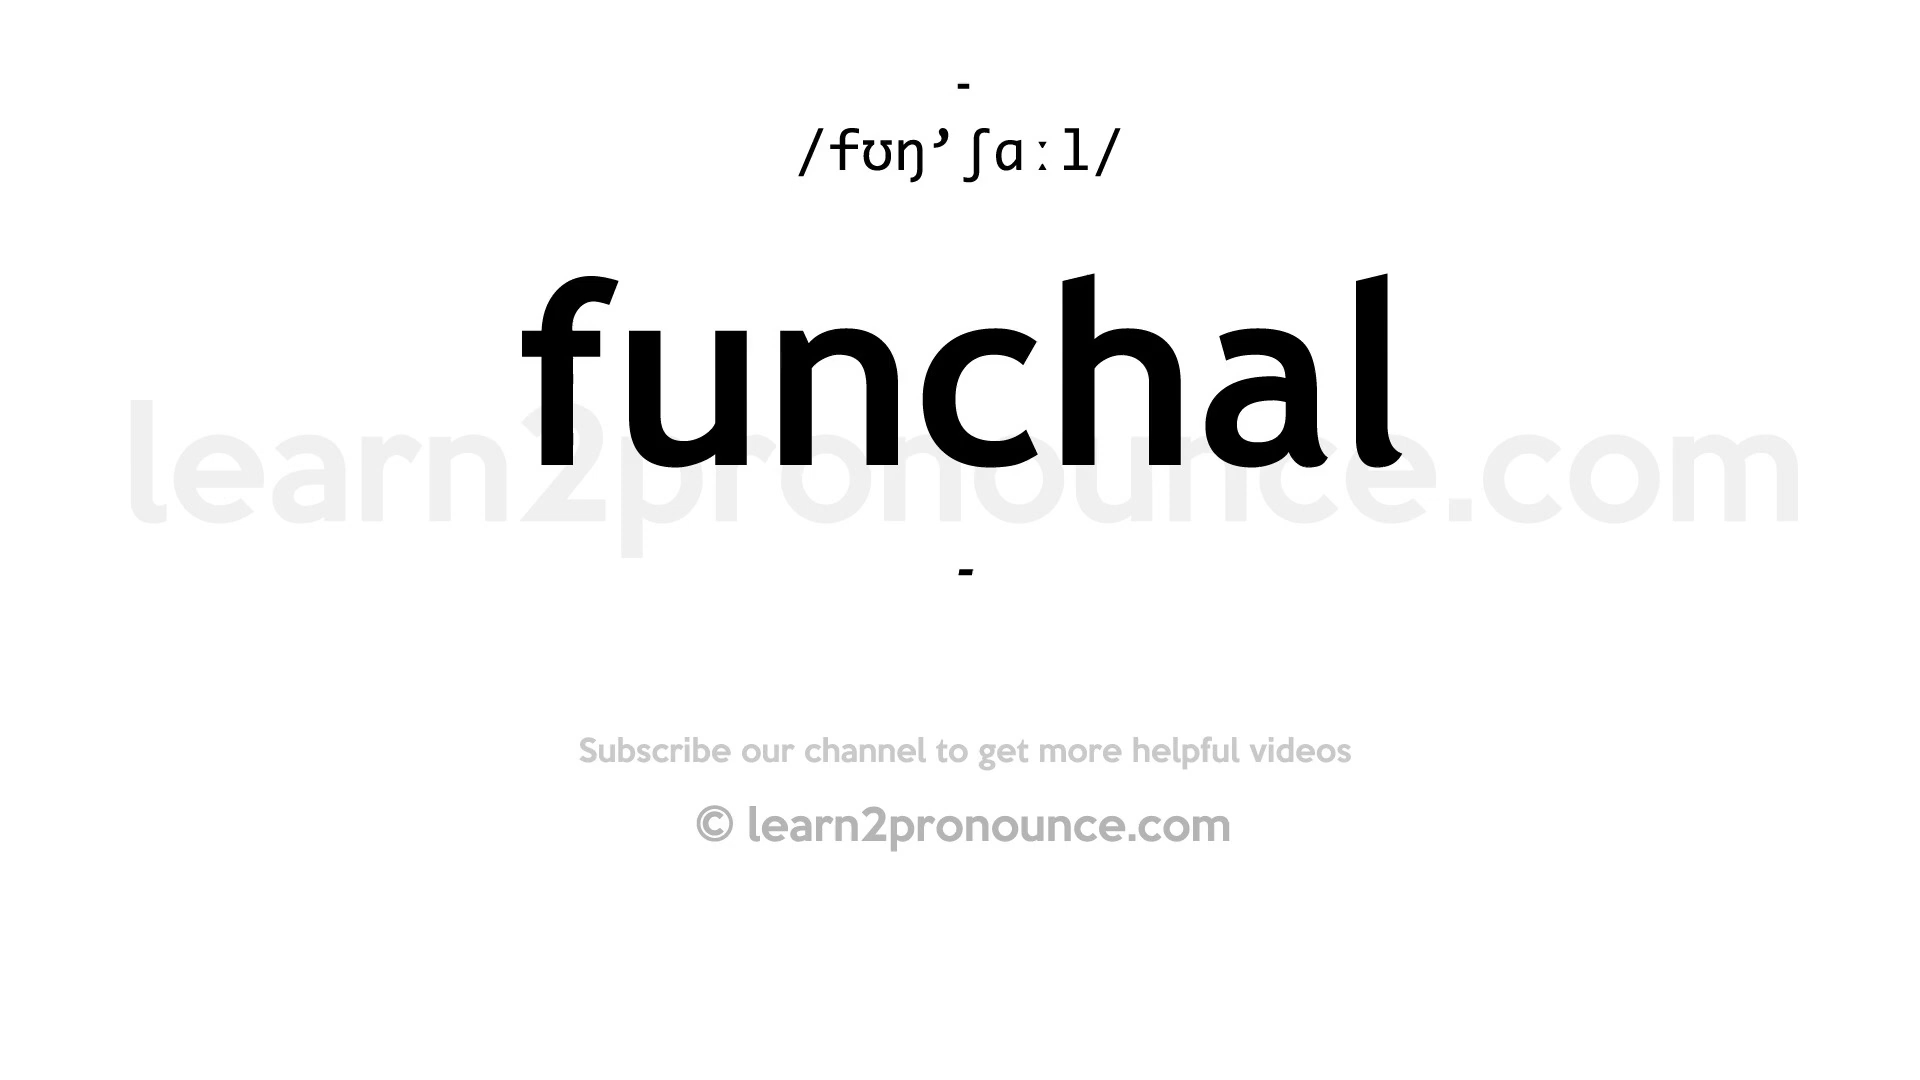 -
/fʊŋ’ʃɑːl/
funchal
learn2pronounce.com
-
Subscribe our channel to get more helpful videos
© learn2pronounce.com